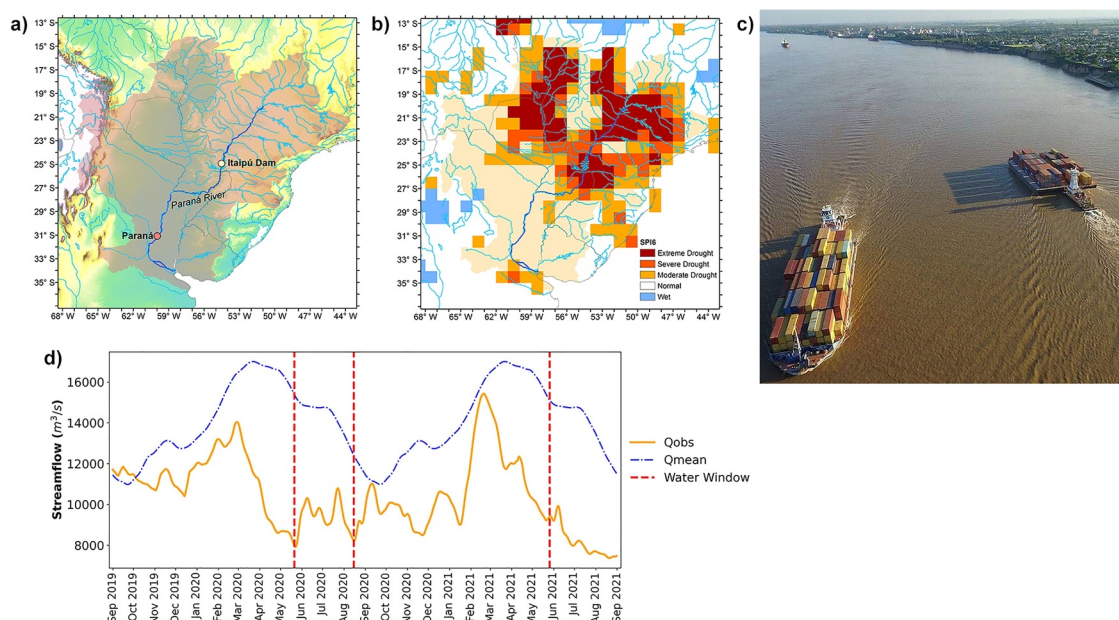 a)
13° S
15° S
17° S
19° S
21° S
23° S
25° S
27° S
29° S
31° S
33° S
35° S
Itaipú Dam
Paraná River
Paraná
68° W 65° W 62° W 59° W 56° W 53° W 50° W 47° W 44° W
b)
13° S
15° S
17° S
19° S
21° S
23° S
25° S
27° S
29° S
31° S
33° S
35° S
SPI6
Extreme Drought
Severe Drought
Moderate Drought
Normal
Wet
68° W 65° W 62° W 59° W 56° W 53° W 50° W 47° W 44° W
c)
d)
Streamflow (m³/s)
16000
14000
12000
10000
8000
Qobs
Qmean
Water Window
Sep 2019
Oct 2019
Nov 2019
Dec 2019
Jan 2020
Feb 2020
Mar 2020
Apr 2020
May 2020
Jun 2020
Jul 2020
Aug 2020
Sep 2020
Oct 2020
Nov 2020
Dec 2020
Jan 2021
Feb 2021
Mar 2021
Apr 2021
May 2021
Jun 2021
Jul 2021
Aug 2021
Sep 2021